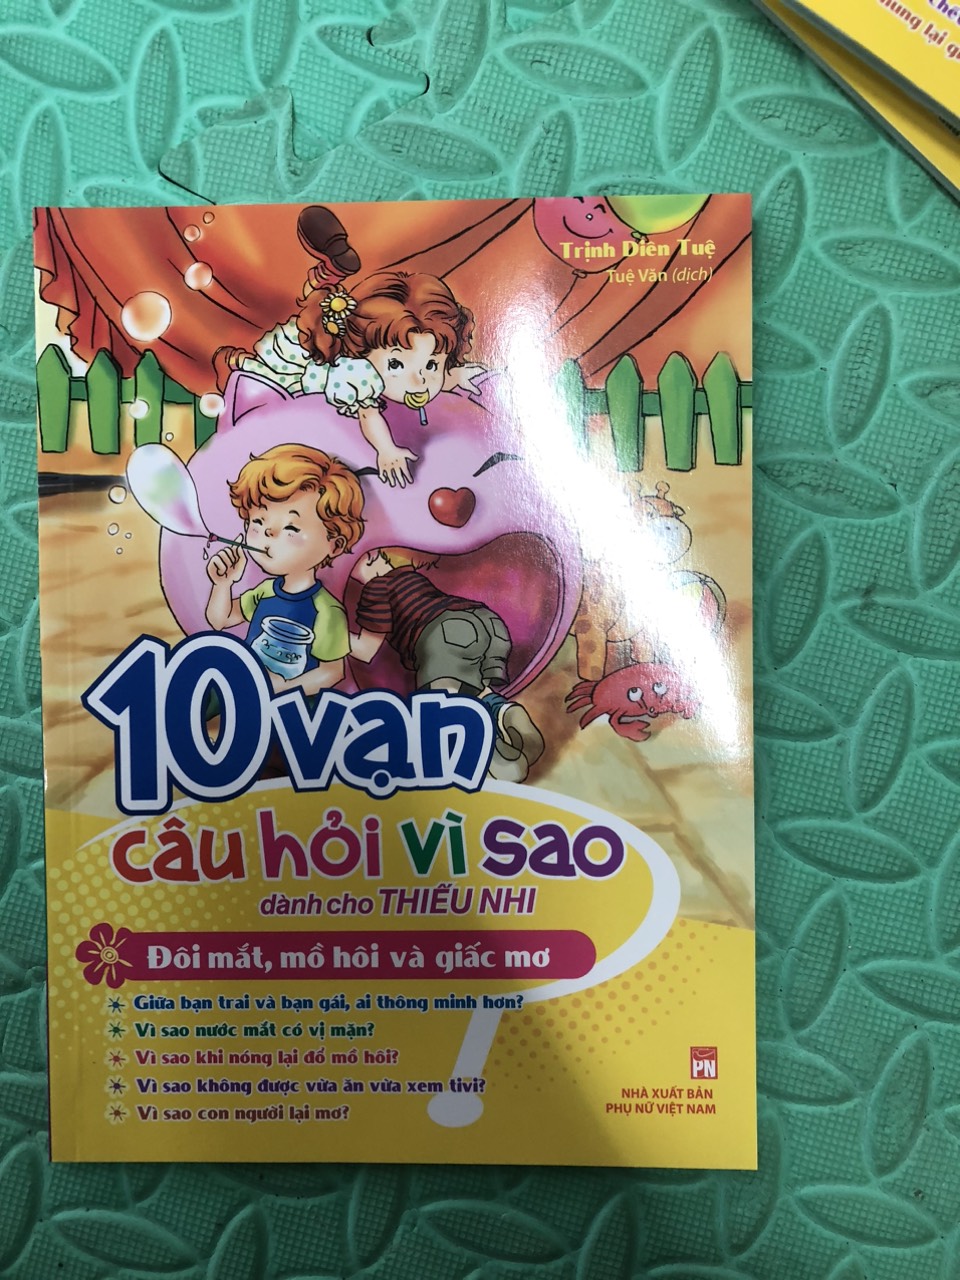 Trịnh Diên Tuệ
Tuệ Văn (dịch)
10 vạn
câu hỏi vì sao
dành cho THIẾU NHI
Đôi mắt, mồ hôi và giấc mơ
Giữa bạn trai và bạn gái, ai thông minh hơn?
Vì sao nước mắt có vị mặn?
Vì sao khi nóng lại đổ mồ hôi?
Vì sao không được vừa ăn vừa xem tivi?
Vì sao con người lại mơ?
PN
NHÀ XUẤT BẢN
PHỤ NỮ VIỆT NAM
lại